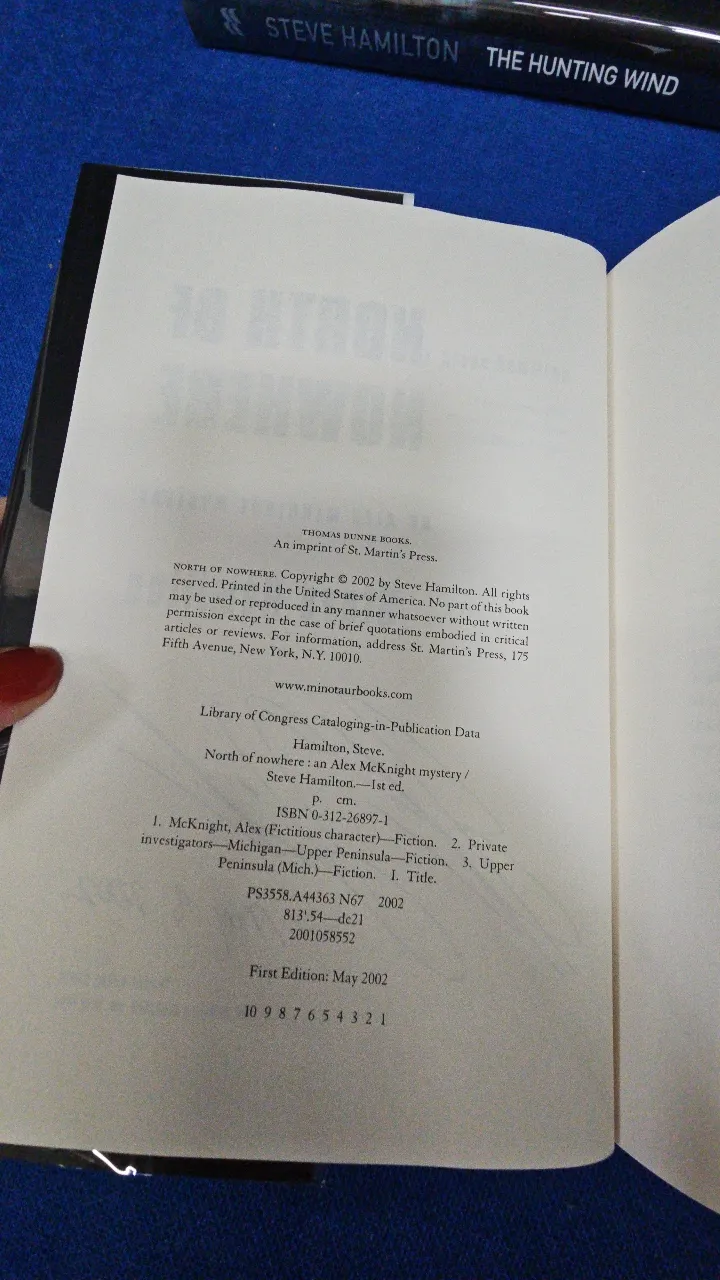 STEVE HAMILTON THE HUNTING WIND
THOMAS DUNNE BOOKS.
An imprint of St. Martin's Press.
NORTH OF NOWHERE. Copyright © 2002 by Steve Hamilton. All rights
reserved. Printed in the United States of America. No part of this book
may be used or reproduced in any manner whatsoever without written
permission except in the case of brief quotations embodied in critical
articles or reviews. For information, address St. Martin's Press, 175
Fifth Avenue, New York, N.Y. 10010.
www.minotaurbooks.com
Library of Congress Cataloging-in-Publication Data
Hamilton, Steve.
North of nowhere : an Alex McKnight mystery /
Steve Hamilton.—1st ed.
p. cm.
ISBN 0-312-26897-1
1. McKnight, Alex (Fictitious character)—Fiction. 2. Private
investigators—Michigan—Upper Peninsula—Fiction. 3. Upper
Peninsula (Mich.)—Fiction. I. Title.
PS3558.A44363 N67 2002
813'.54—dc21
2001058552
First Edition: May 2002
10 9 8 7 6 5 4 3 2 1
NORTH OF
NOWHERE